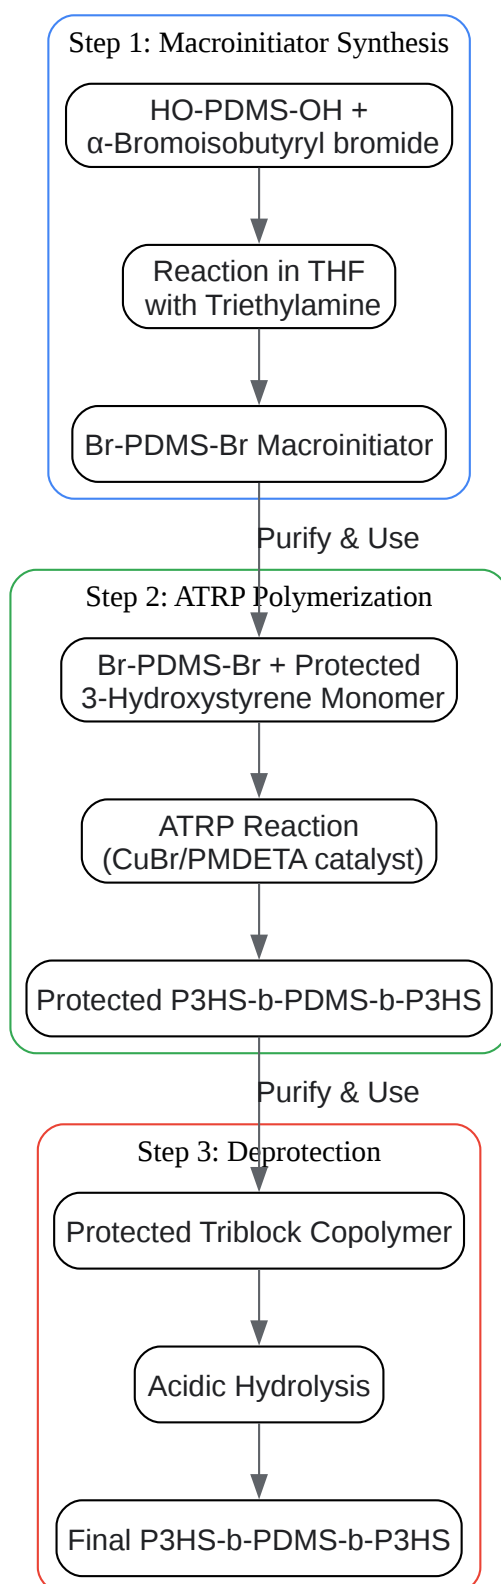 Step 1: Macroinitiator Synthesis
HO-PDMS-OH +
α-Bromoisobutyryl bromide
Reaction in THF
with Triethylamine
Br-PDMS-Br Macroinitiator
Purify & Use
Step 2: ATRP Polymerization
Br-PDMS-Br + Protected
3-Hydroxystyrene Monomer
ATRP Reaction
(CuBr/PMDETA catalyst)
Protected P3HS-b-PDMS-b-P3HS
Purify & Use
Step 3: Deprotection
Protected Triblock Copolymer
Acidic Hydrolysis
Final P3HS-b-PDMS-b-P3HS